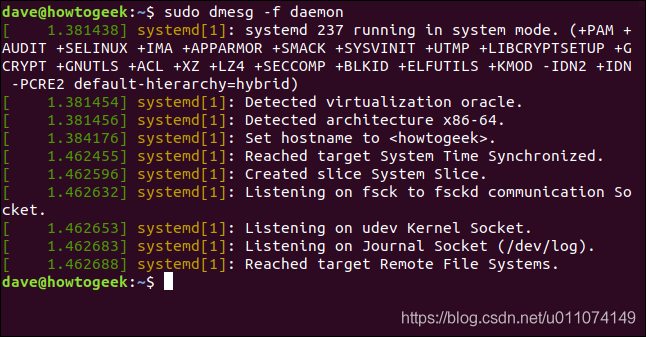 dave@howtogeek:~$ sudo dmesg -f daemon
[    1.381438] systemd[1]: systemd 237 running in system mode. (+PAM +
AUDIT +SELINUX +IMA +APPARMOR +SMACK +SYSVINIT +UTMP +LIBCRYPTSETUP +G
CRYPT +GNUTLS +ACL +XZ +LZ4 +SECCOMP +BLKID +ELFUTILS +KMOD -IDN2 +IDN
 -PCRE2 default-hierarchy=hybrid)
[    1.381454] systemd[1]: Detected virtualization oracle.
[    1.381456] systemd[1]: Detected architecture x86-64.
[    1.384176] systemd[1]: Set hostname to <howtogeek>.
[    1.462455] systemd[1]: Reached target System Time Synchronized.
[    1.462596] systemd[1]: Created slice System Slice.
[    1.462632] systemd[1]: Listening on fsck to fsckd communication So
cket.
[    1.462653] systemd[1]: Listening on udev Kernel Socket.
[    1.462683] systemd[1]: Listening on Journal Socket (/dev/log).
[    1.462688] systemd[1]: Reached target Remote File Systems.
dave@howtogeek:~$
https://blog.csdn.net/u011074149